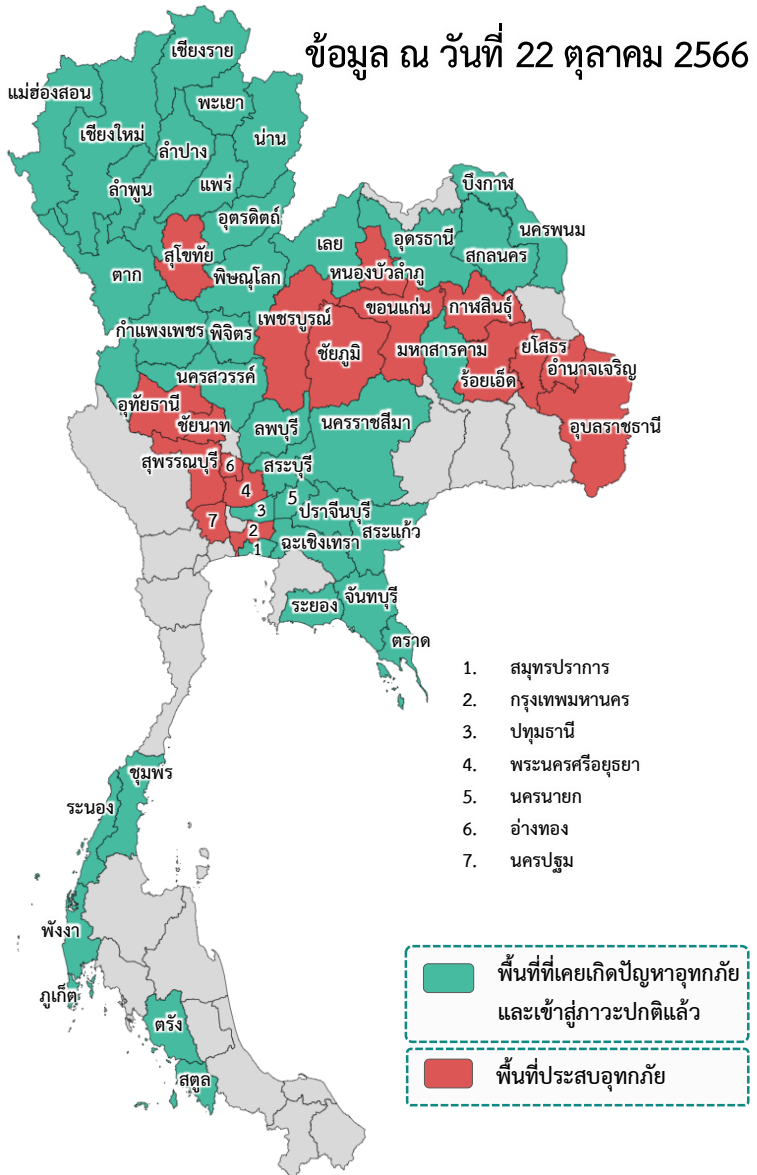 ข้อมูล ณ วันที่ 22 ตุลาคม 2566
เชียงราย
แม่ฮ่องสอน
พะเยา
เชียงใหม่
น่าน
ลำปาง
ลำพูน
แพร่
บึงกาฬ
อุตรดิตถ์
นครพนม
เลย
อุดรธานี
สกลนคร
สุโขทัย
ตาก
พิษณุโลก
หนองบัวลำภู
ขอนแก่น
กาฬสินธุ์
เพชรบูรณ์
กำแพงเพชร
พิจิตร
ชัยภูมิ
มหาสารคาม
ยโสธร
อำนาจเจริญ
ร้อยเอ็ด
นครสวรรค์
อุทัยธานี
ชัยนาท
ลพบุรี
นครราชสีมา
อุบลราชธานี
สุพรรณบุรี
6
สระบุรี
4
5
3
ปราจีนบุรี
7
2
สระแก้ว
ฉะเชิงเทรา
1
ระยอง
จันทบุรี
ตราด
1. สมุทรปราการ
2. กรุงเทพมหานคร
3. ปทุมธานี
4. พระนครศรีอยุธยา
5. นครนายก
6. อ่างทอง
7. นครปฐม
ชุมพร
ระนอง
พังงา
ภูเก็ต
ตรัง
สตูล
พื้นที่ที่เคยเกิดปัญหาอุทกภัย
และเข้าสู่ภาวะปกติแล้ว
พื้นที่ประสบอุทกภัย